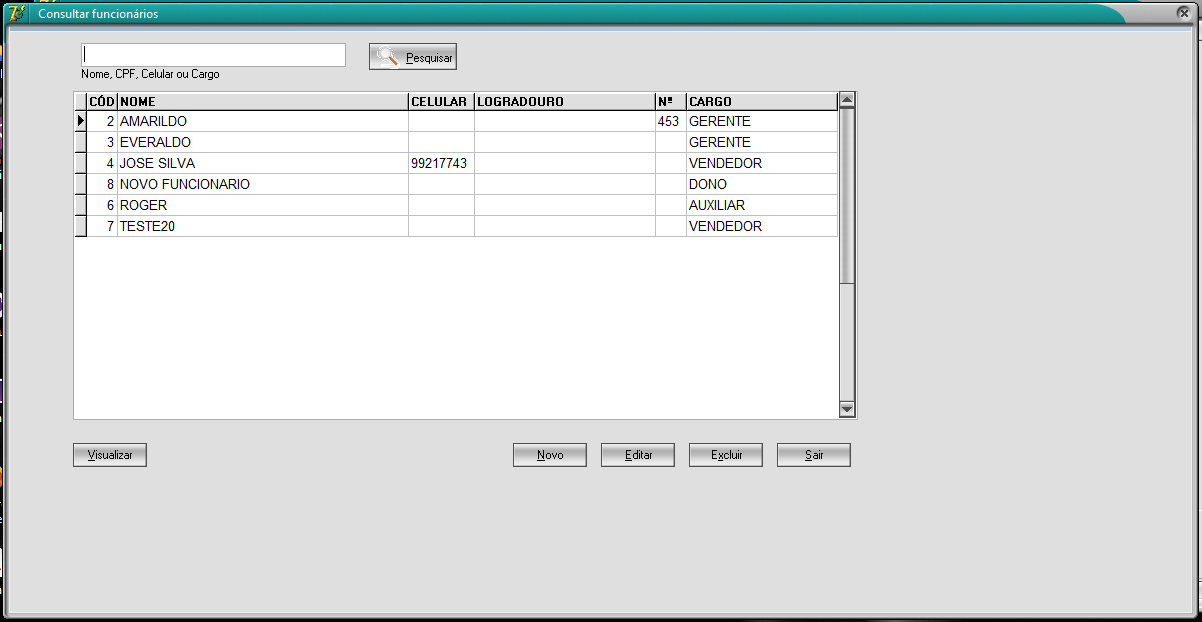 Consultar funcionários
Pesquisar
Nome, CPF, Celular ou Cargo
CÓD NOME CELULAR LOGRADOURO Nº CARGO
2 AMARILDO 453 GERENTE
3 EVERALDO GERENTE
4 JOSE SILVA 99217743 VENDEDOR
8 NOVO FUNCIONARIO DONO
6 ROGER AUXILIAR
7 TESTE20 VENDEDOR
Visualizar Novo Editar Excluir Sair